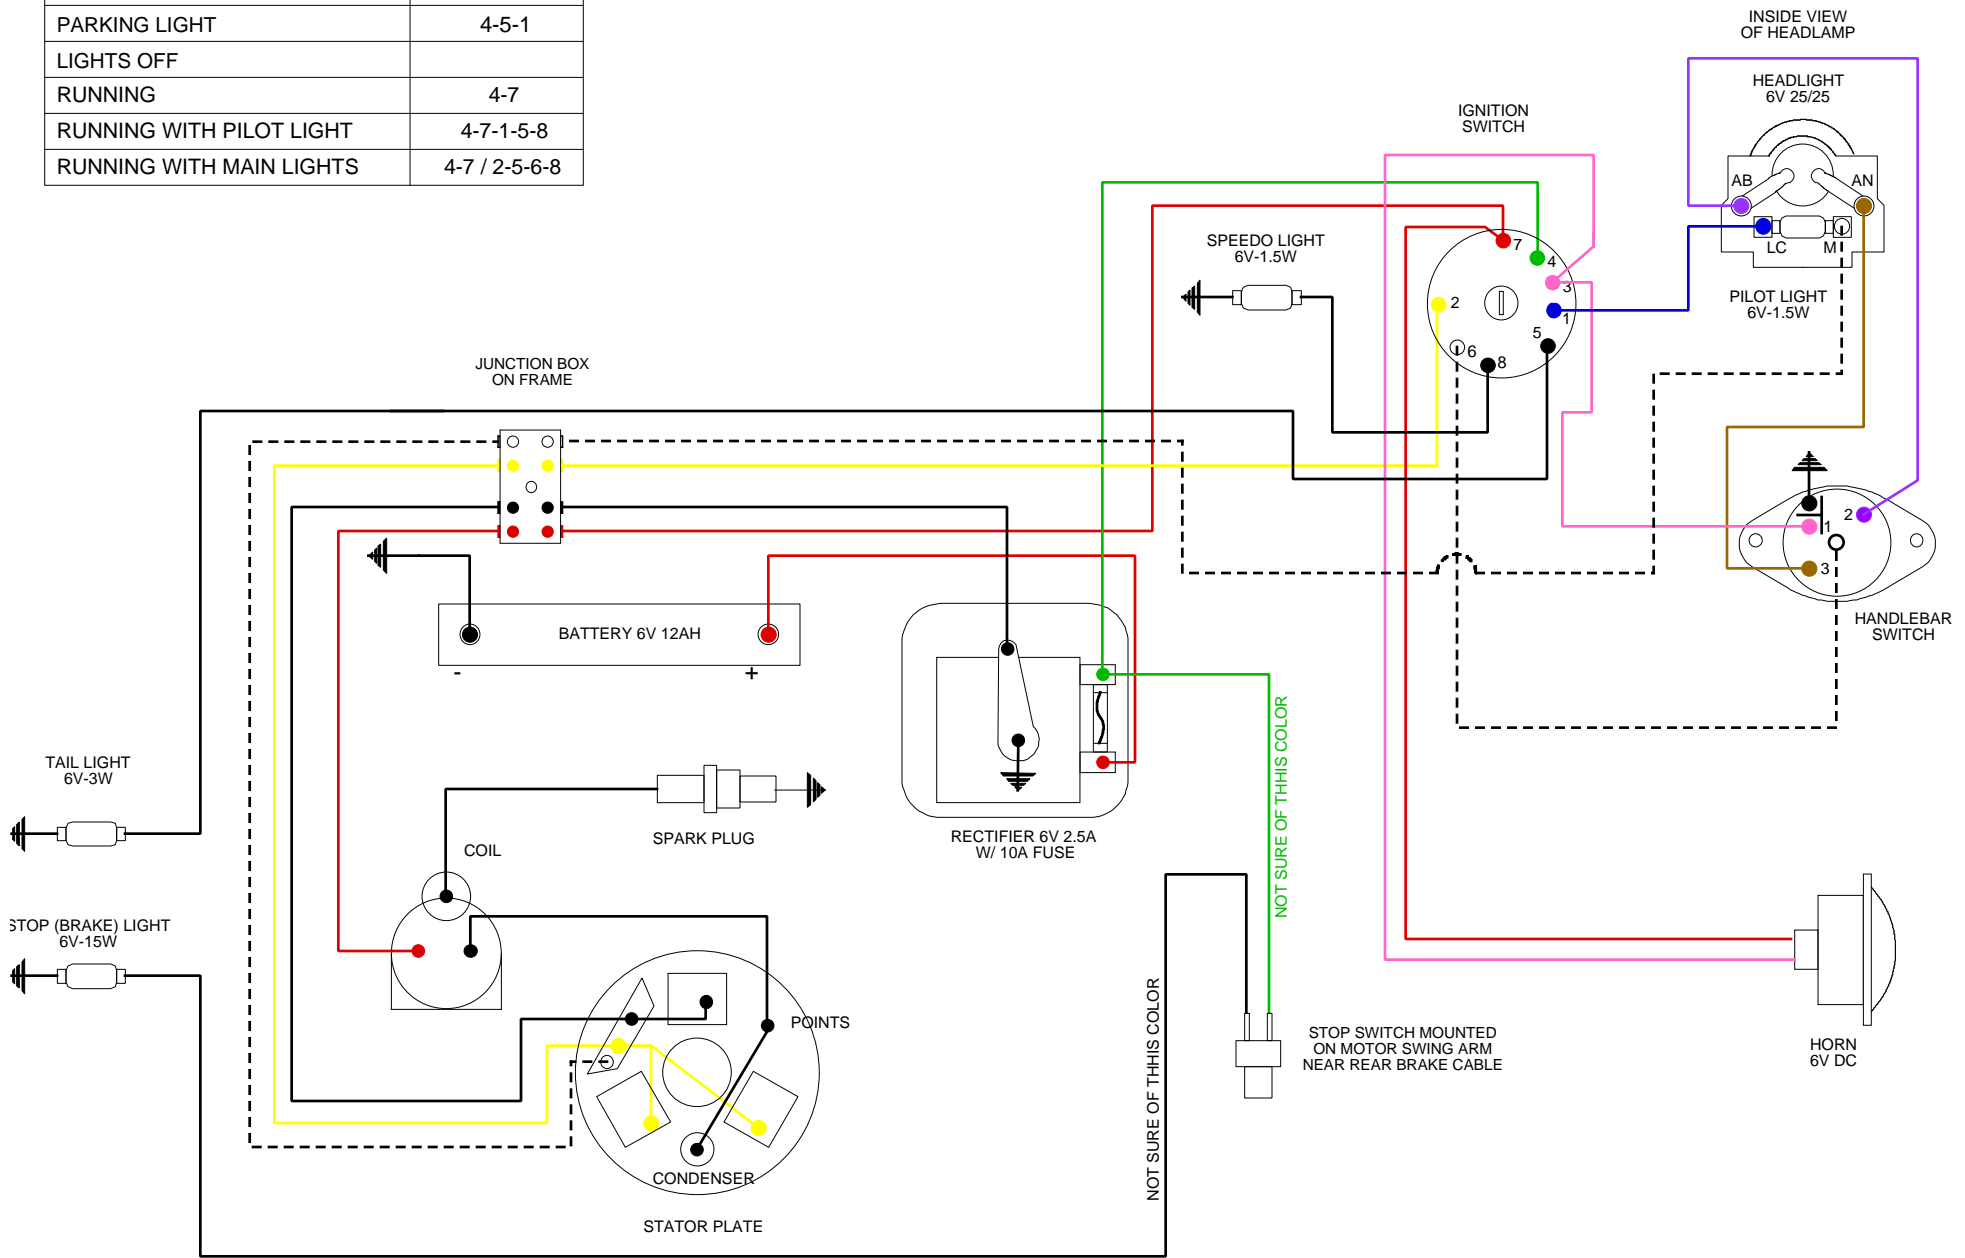 PARKING LIGHT 4-5-1
LIGHTS OFF
RUNNING 4-7
RUNNING WITH PILOT LIGHT 4-7-1-5-8
RUNNING WITH MAIN LIGHTS 4-7 / 2-5-6-8
INSIDE VIEW
OF HEADLAMP
HEADLIGHT
6V 25/25
AB
AN
LC
M
PILOT LIGHT
6V-1.5W
IGNITION
SWITCH
7
4
3
2
1
5
6
8
SPEEDO LIGHT
6V-1.5W
JUNCTION BOX
ON FRAME
2
1
3
HANDLEBAR
SWITCH
BATTERY 6V 12AH
-
+
TAIL LIGHT
6V-3W
SPARK PLUG
RECTIFIER 6V 2.5A
W/ 10A FUSE
NOT SURE OF THHIS COLOR
COIL
STOP (BRAKE) LIGHT
6V-15W
POINTS
CONDENSER
STATOR PLATE
NOT SURE OF THHIS COLOR
STOP SWITCH MOUNTED
ON MOTOR SWING ARM
NEAR REAR BRAKE CABLE
HORN
6V DC